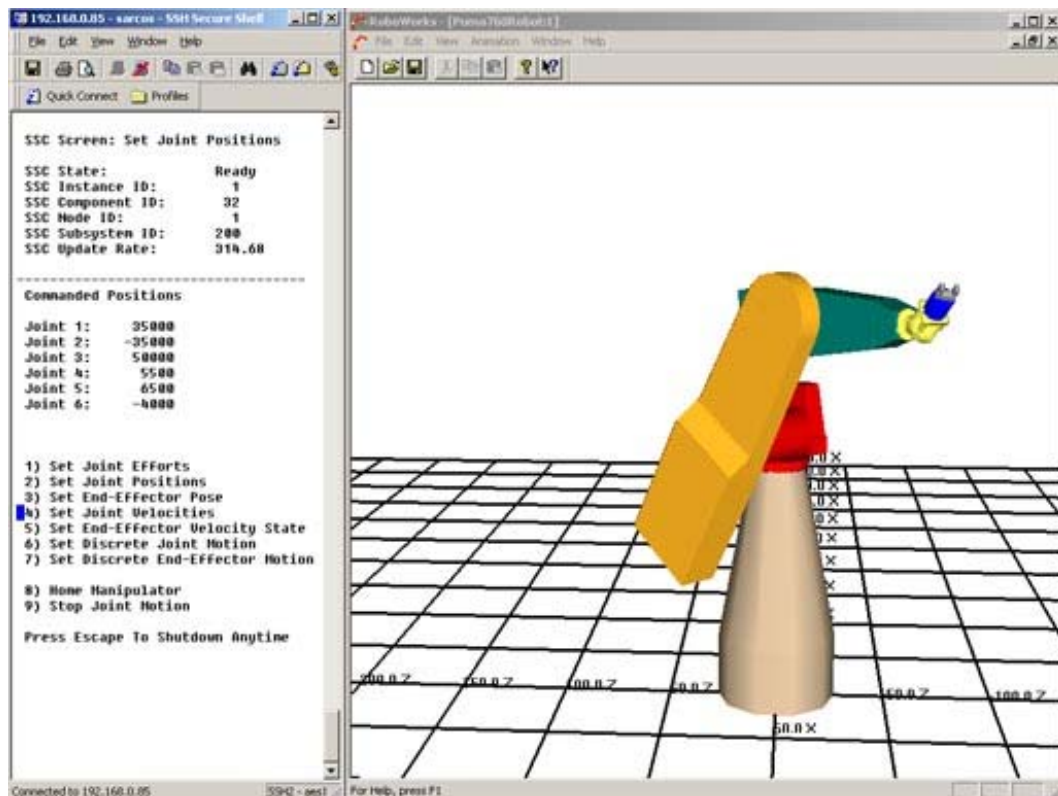 192.168.0.85 - sarcos - SSH Secure Shell
File Edit View Window Help
Quick Connect Profiles
SSC Screen: Set Joint Positions
SSC State: Ready
SSC Instance ID: 1
SSC Component ID: 32
SSC Node ID: 1
SSC Subsystem ID: 200
SSC Update Rate: 314.68
Commanded Positions
Joint 1: 35000
Joint 2: -35000
Joint 3: 50000
Joint 4: 5500
Joint 5: 6500
Joint 6: -4000
1) Set Joint Efforts
2) Set Joint Positions
3) Set End-Effector Pose
4) Set Joint Velocities
5) Set End-Effector Velocity State
6) Set Discrete Joint Motion
7) Set Discrete End-Effector Motion
8) Home Manipulator
9) Stop Joint Motion
Press Escape To Shutdown Anytime
Connected to 192.168.0.85 SSH2 - aes1
RoboWorks - [Puma760Robot:1]
File Edit View Animation Window Help
200.0 Z 150.0 Z 100.0 Z 50.0 Z 50.0 Z 100.0 Z
50.0 X
For Help, press F1